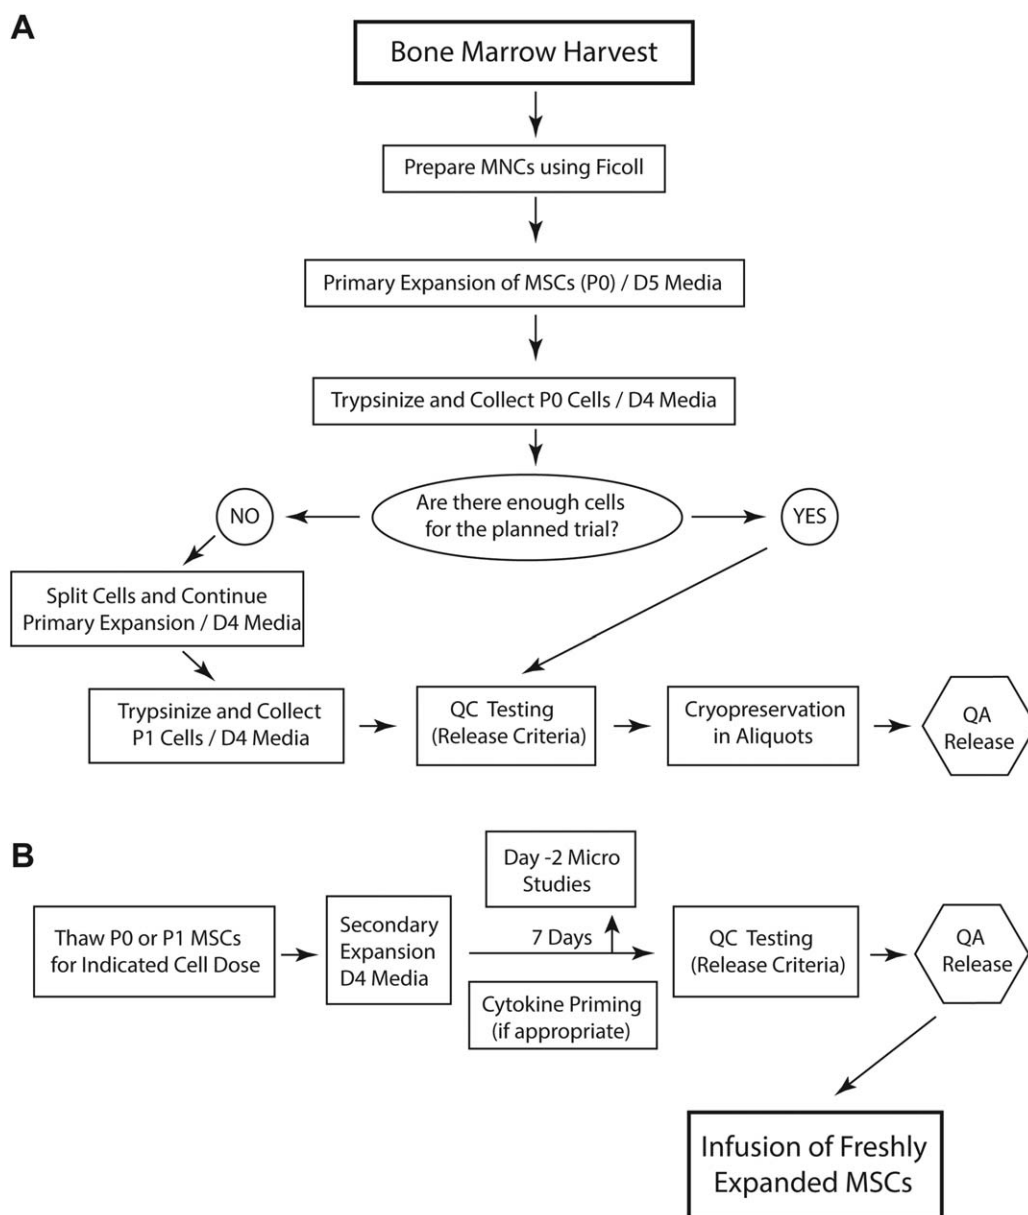 A
Bone Marrow Harvest
Prepare MNCs using Ficoll
Primary Expansion of MSCs (P0) / D5 Media
Trypsinize and Collect P0 Cells / D4 Media
Are there enough cells
for the planned trial?
NO
YES
Split Cells and Continue
Primary Expansion / D4 Media
Trypsinize and Collect
P1 Cells / D4 Media
QC Testing
(Release Criteria)
Cryopreservation
in Aliquots
QA
Release
B
Day -2 Micro
Studies
Thaw P0 or P1 MSCs
for Indicated Cell Dose
Secondary
Expansion
D4 Media
7 Days
Cytokine Priming
(if appropriate)
QC Testing
(Release Criteria)
QA
Release
Infusion of Freshly
Expanded MSCs